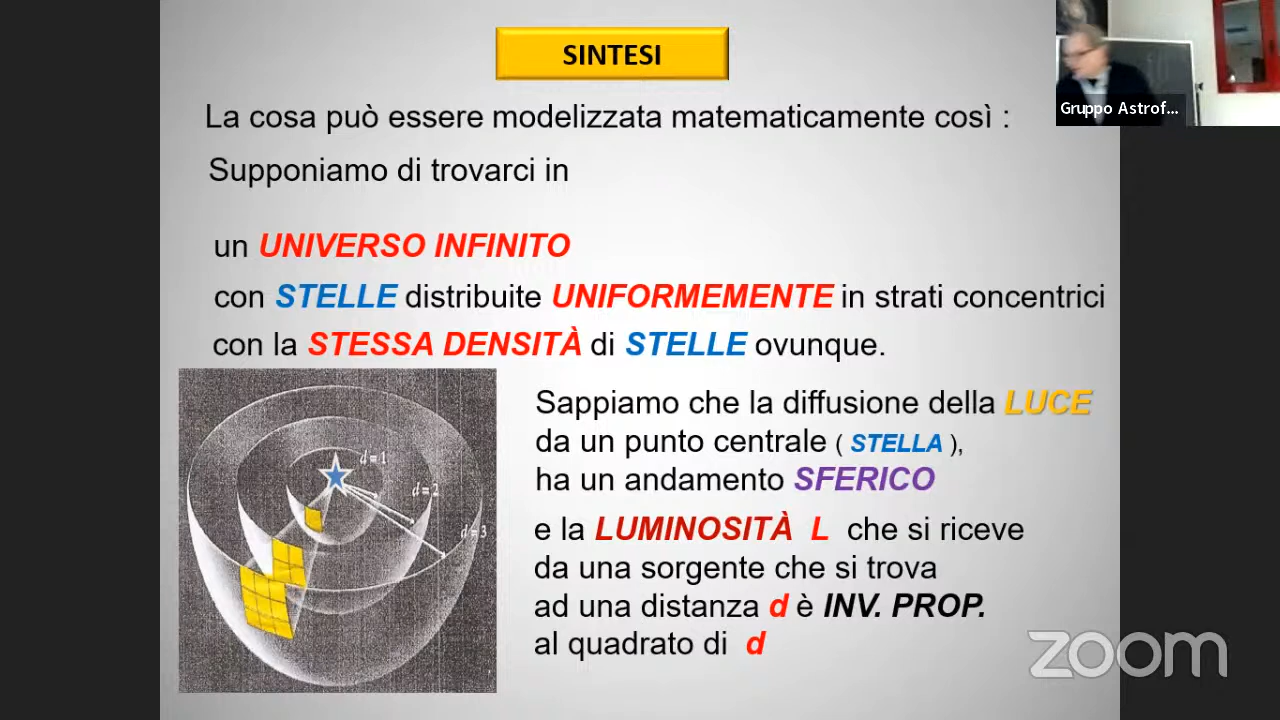 SINTESI
Gruppo Astrof...
La cosa può essere modelizzata matematicamente così :
Supponiamo di trovarci in
un UNIVERSO INFINITO
con STELLE distribuite UNIFORMEMENTE in strati concentrici
con la STESSA DENSITÀ di STELLE ovunque.
d = 1
d = 2
d = 3
Sappiamo che la diffusione della LUCE
da un punto centrale ( STELLA ),
ha un andamento SFERICO
e la LUMINOSITÀ L che si riceve
da una sorgente che si trova
ad una distanza d è INV. PROP.
al quadrato di d
zoom